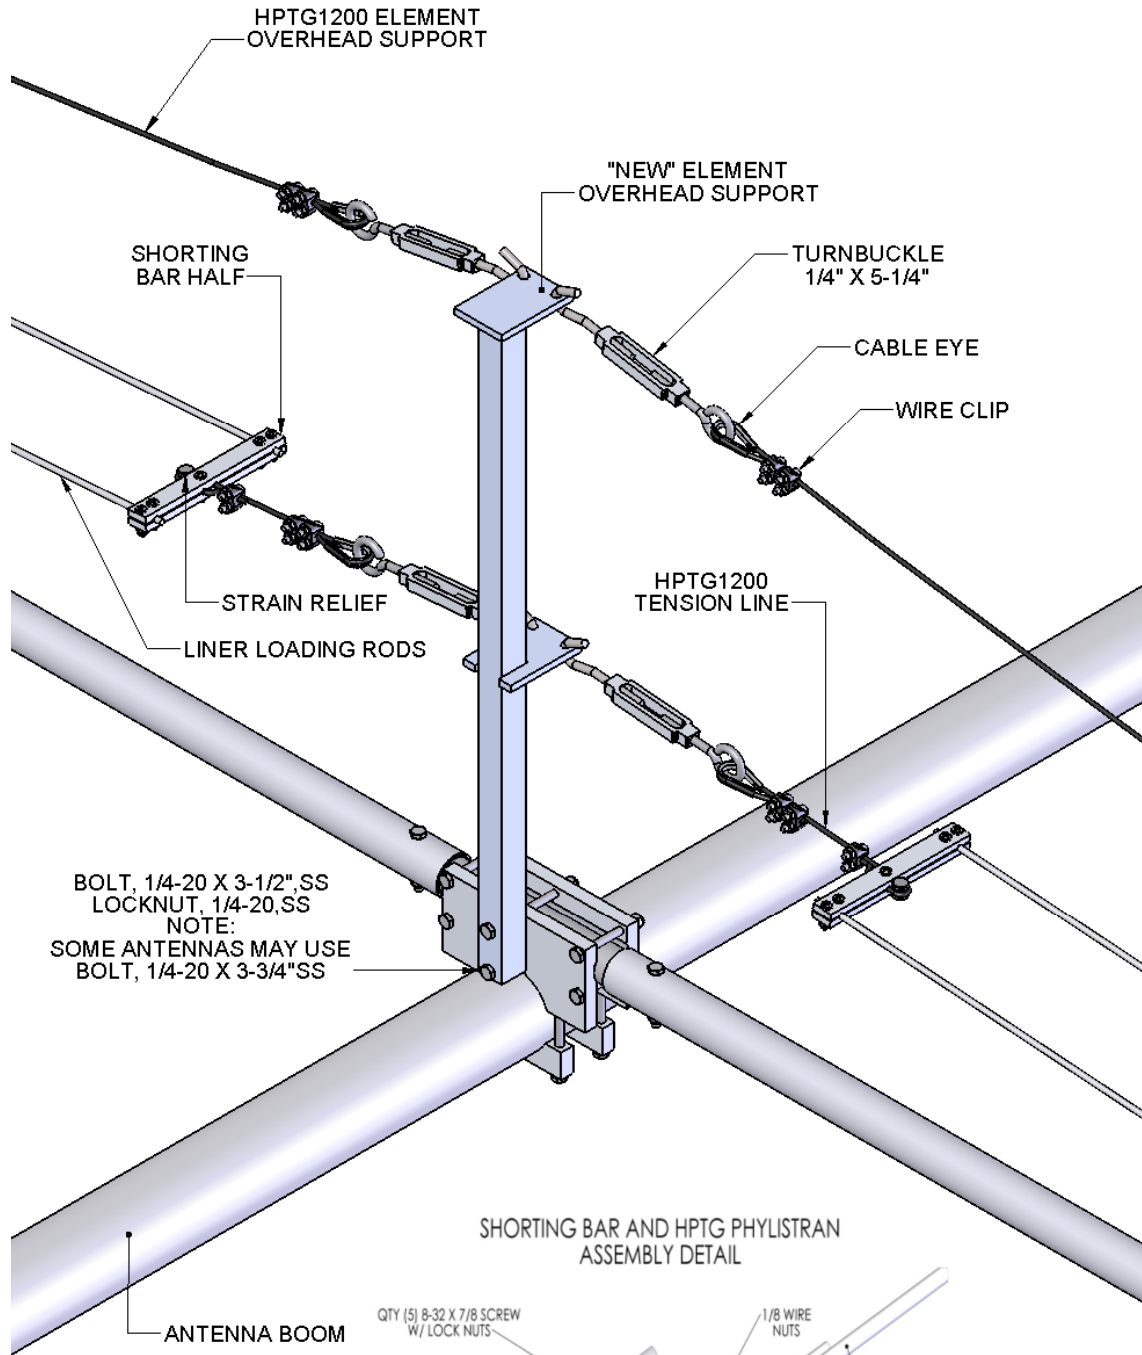 HPTG1200 ELEMENT
OVERHEAD SUPPORT
"NEW" ELEMENT
OVERHEAD SUPPORT
SHORTING
BAR HALF
TURNBUCKLE
1/4" X 5-1/4"
CABLE EYE
WIRE CLIP
HPTG1200
TENSION LINE
STRAIN RELIEF
LINER LOADING RODS
BOLT, 1/4-20 X 3-1/2",SS
LOCKNUT, 1/4-20,SS
NOTE:
SOME ANTENNAS MAY USE
BOLT, 1/4-20 X 3-3/4"SS
SHORTING BAR AND HPTG PHYLISTRAN
ASSEMBLY DETAIL
QTY (5) 8-32 X 7/8 SCREW
W/ LOCK NUTS
1/8 WIRE
NUTS
ANTENNA BOOM